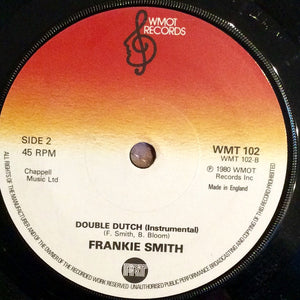 WMOT
RECORDS
SIDE 2
45 RPM
WMT 102
WMT 102-B
Chappell
Music Ltd
℗ 1980 WMOT
Records Inc
Made in England
DOUBLE DUTCH (Instrumental)
(F. Smith, B. Bloom)
FRANKIE SMITH
ALL RIGHTS OF THE MANUFACTURER AND OF THE OWNER OF THE RECORDED WORK RESERVED. UNAUTHORISED PUBLIC PERFORMANCE BROADCASTING AND COPYING OF THIS RECORD PROHIBITED